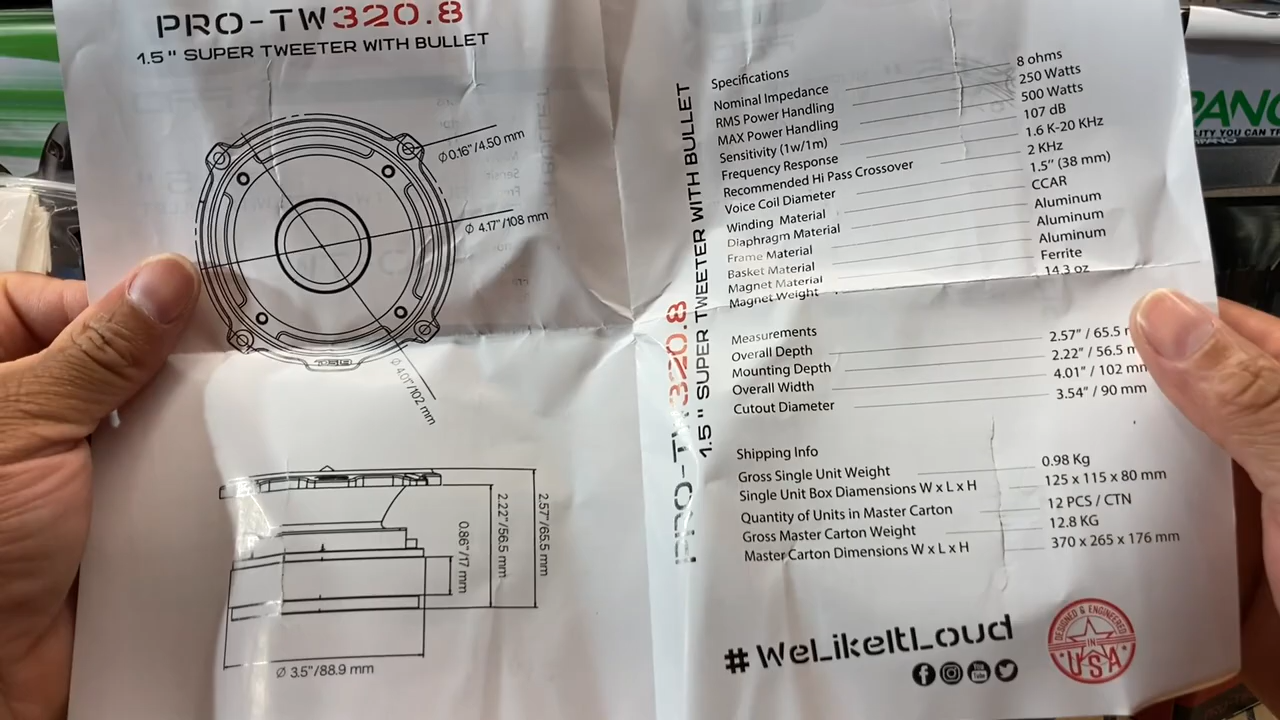 PRO-TW320.8
1.5" SUPER TWEETER WITH BULLET
Ø0.16"/4.50 mm
Ø 4.17"/108 mm
Ø 4.01"/102 mm
2.57"/65.5 mm
2.22"/56.5 mm
0.86"/17 mm
Ø 3.5"/88.9 mm
PRO-TW320.8
1.5" SUPER TWEETER WITH BULLET
Specifications
Nominal Impedance 8 ohms
RMS Power Handling 250 Watts
MAX Power Handling 500 Watts
Sensitivity (1w/1m) 107 dB
Frequency Response 1.6 K-20 KHz
Recommended Hi Pass Crossover 2 KHz
Voice Coil Diameter 1.5" (38 mm)
Winding Material CCAR
Diaphragm Material Aluminum
Frame Material Aluminum
Basket Material Aluminum
Magnet Material Ferrite
Magnet Weight 14.3 oz
Measurements
Overall Depth 2.57" / 65.5
Mounting Depth 2.22" / 56.5
Overall Width 4.01" / 102 mm
Cutout Diameter 3.54" / 90 mm
Shipping Info
Gross Single Unit Weight 0.98 Kg
Single Unit Box Diamensions W x L x H 125 x 115 x 80 mm
Quantity of Units in Master Carton 12 PCS / CTN
Gross Master Carton Weight 12.8 KG
Master Carton Dimensions W x L x H 370 x 265 x 176 mm
#WeLikeItLoud
DESIGNED & ENGINEERED
IN
USA
You
Tube